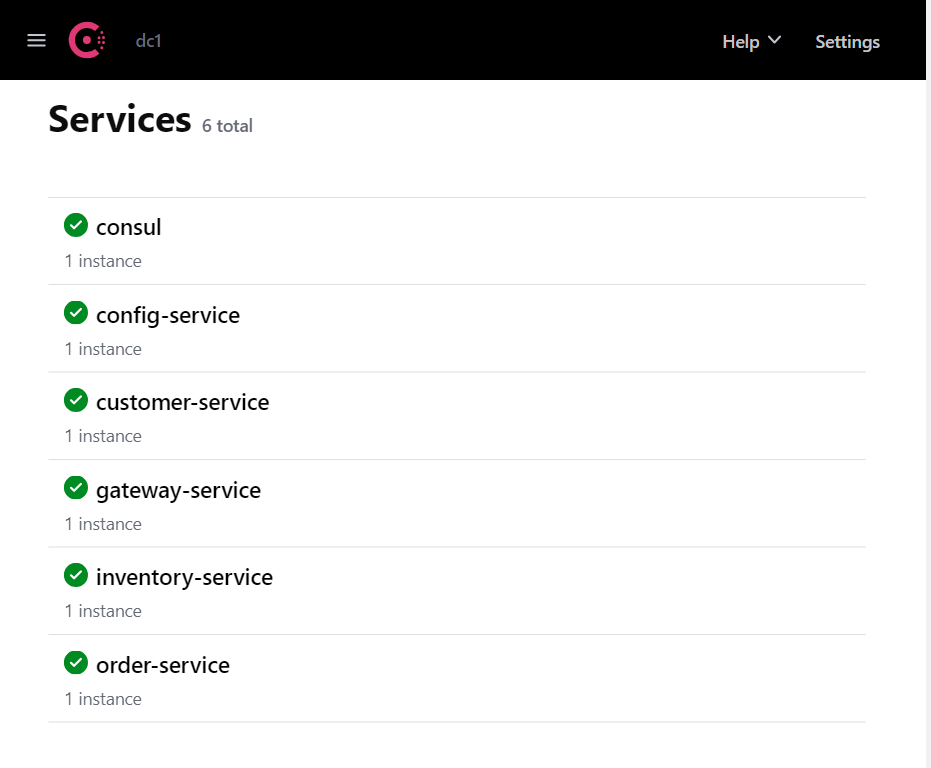 dc1 Help Settings
Services 6 total
consul
1 instance
config-service
1 instance
customer-service
1 instance
gateway-service
1 instance
inventory-service
1 instance
order-service
1 instance